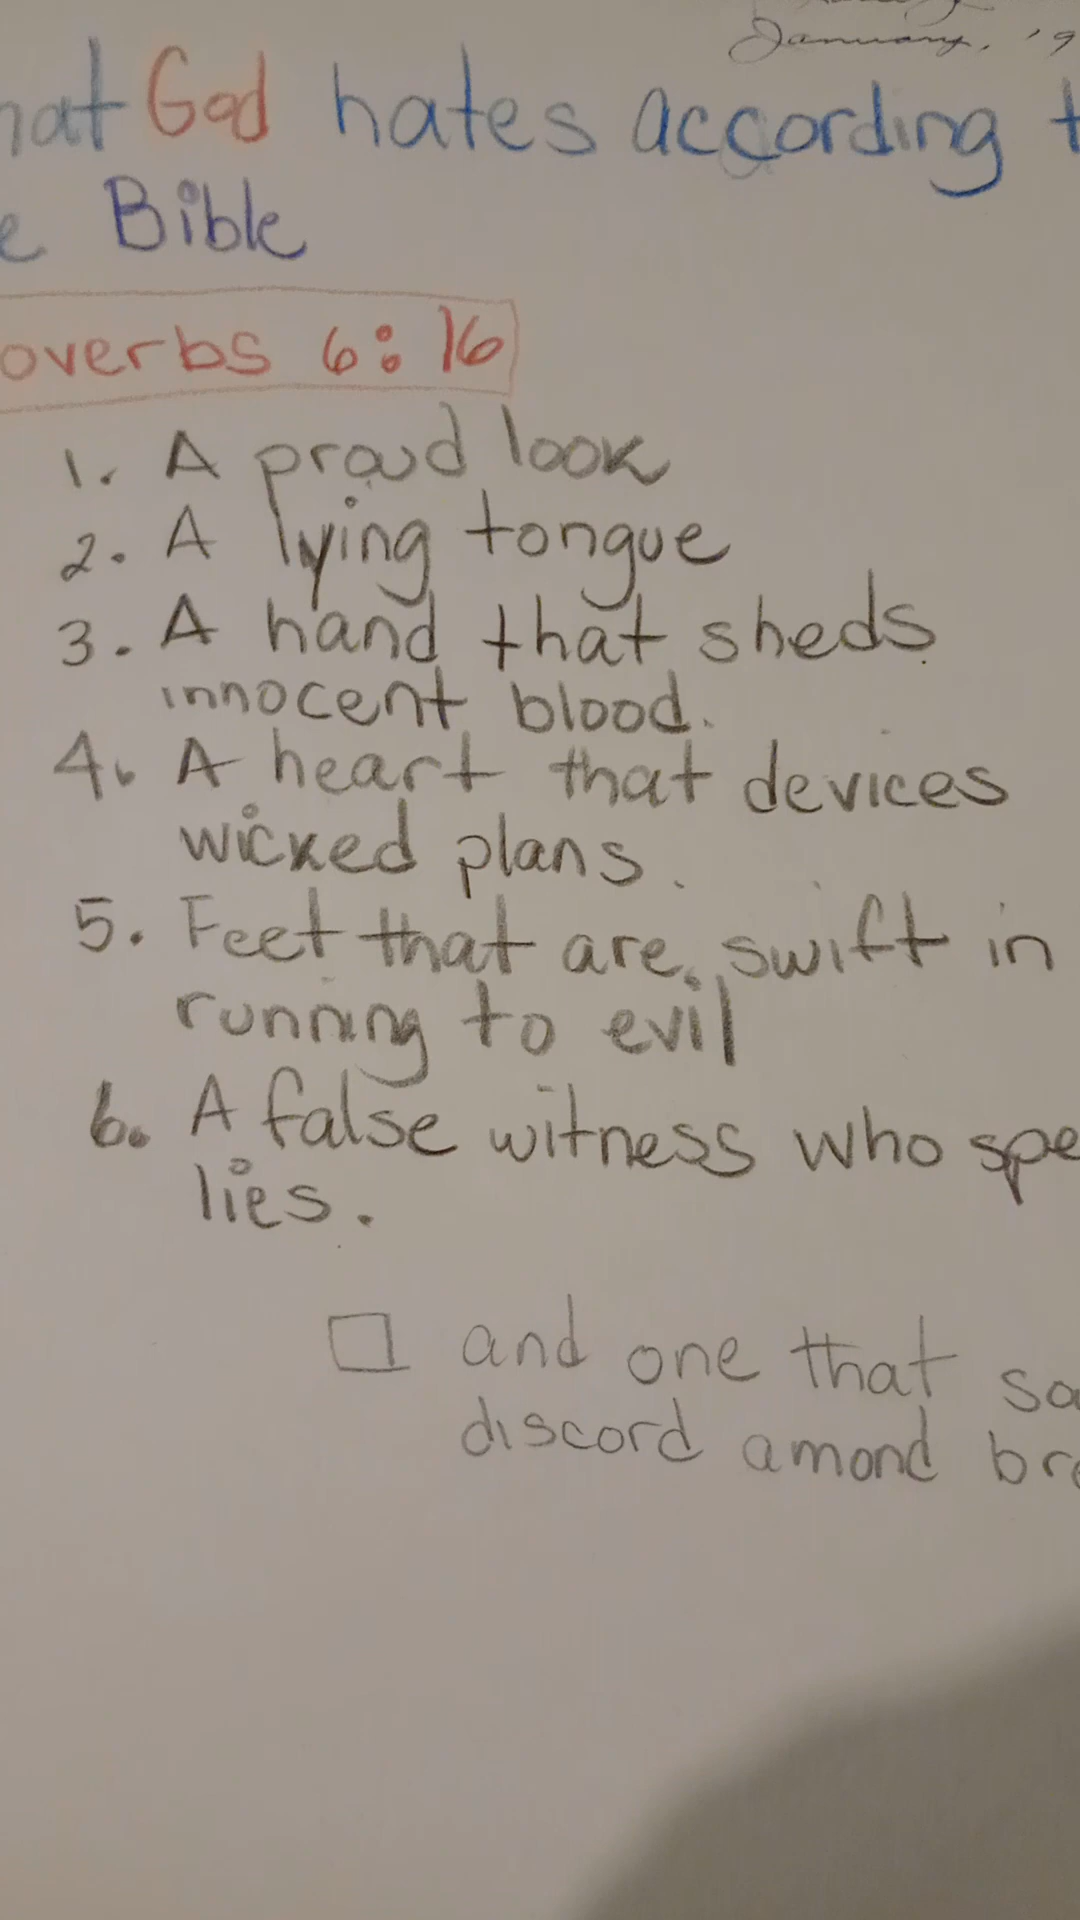 January, '9
hat God hates according t
e Bible
overbs 6:16
1. A proud look
2. A lying tongue
3. A hand that sheds
innocent blood.
4. A heart that devices
wicked plans.
5. Feet that are swift in
running to evil
6. A false witness who spe
lies.
and one that so
discord amond bre